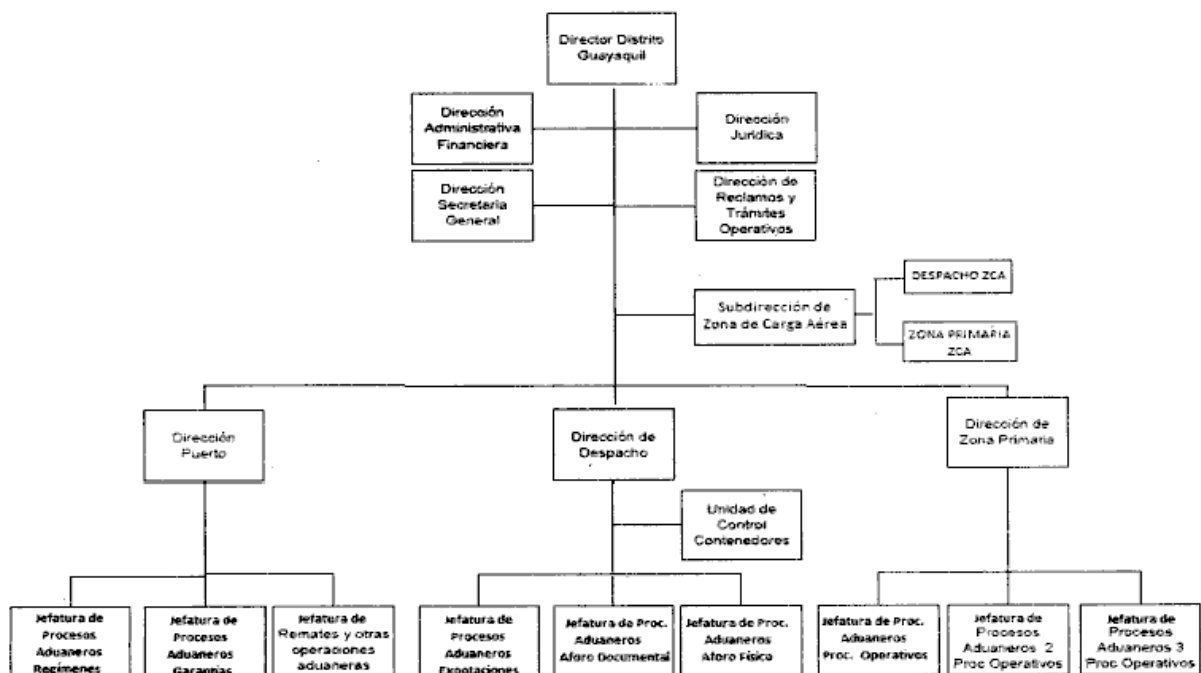 Director Distrito
Guayaquil
Dirección
Administrativa
Financiera
Dirección
Jurídica
Dirección
Secretaria
General
Dirección de
Reclamos y
Trámites
Operativos
DESPACHO ZCA
Subdirección de
Zona de Carga Aérea
ZONA PRIMARIA
ZCA
Dirección
Puerto
Dirección de
Despacho
Dirección de
Zona Primaria
Unidad de
Control
Contenedores
Jefatura de
Procesos
Aduaneros
Regímenes
Jefatura de
Procesos
Aduaneros
Garantías
Jefatura de
Remates y otras
operaciones
aduaneras
Jefatura de
Procesos
Aduaneros
Expotaciones
Jefatura de Proc.
Aduaneros
Aforo Documental
Jefatura de Proc.
Aduaneros
Aforo Físico
Jefatura de Proc.
Aduaneros
Proc. Operativos
Jefatura de
Procesos
Aduaneros 2
Proc Operativos
Jefatura de
Procesos
Aduaneros 3
Proc Operativos